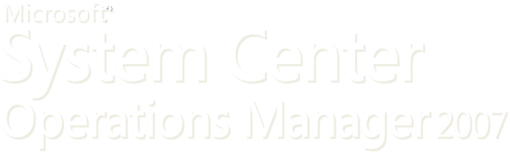 Microsoft®
System Center
Operations Manager 2007